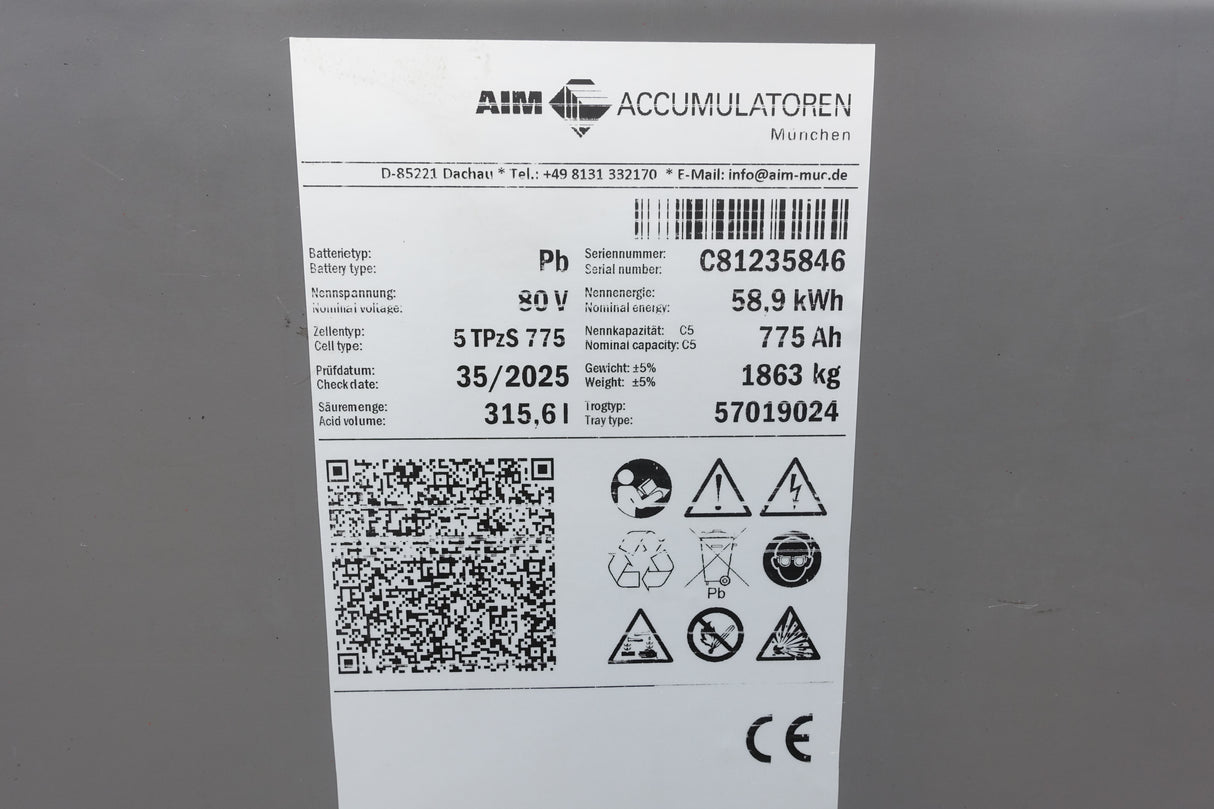 AIM ACCUMULATOREN
München
D-85221 Dachau * Tel.: +49 8131 332170 * E-Mail: info@aim-muc.de
Batterietyp: Pb Seriennummer: C81235846
Battery type: Serial number:
Nennspannung: 80 V Nennenergie: 58,9 kWh
Nominal voltage: Nominal energy:
Zellentyp: 5 TPzS 775 Nennkapazität: C5 775 Ah
Cell type: Nominal capacity: C5
Prüfdatum: 35/2025 Gewicht: ±5% 1863 kg
Check date: Weight: ±5%
Säuremenge: 315,6 l Trogtyp: 57019024
Acid volume: Tray type:
Pb
CE